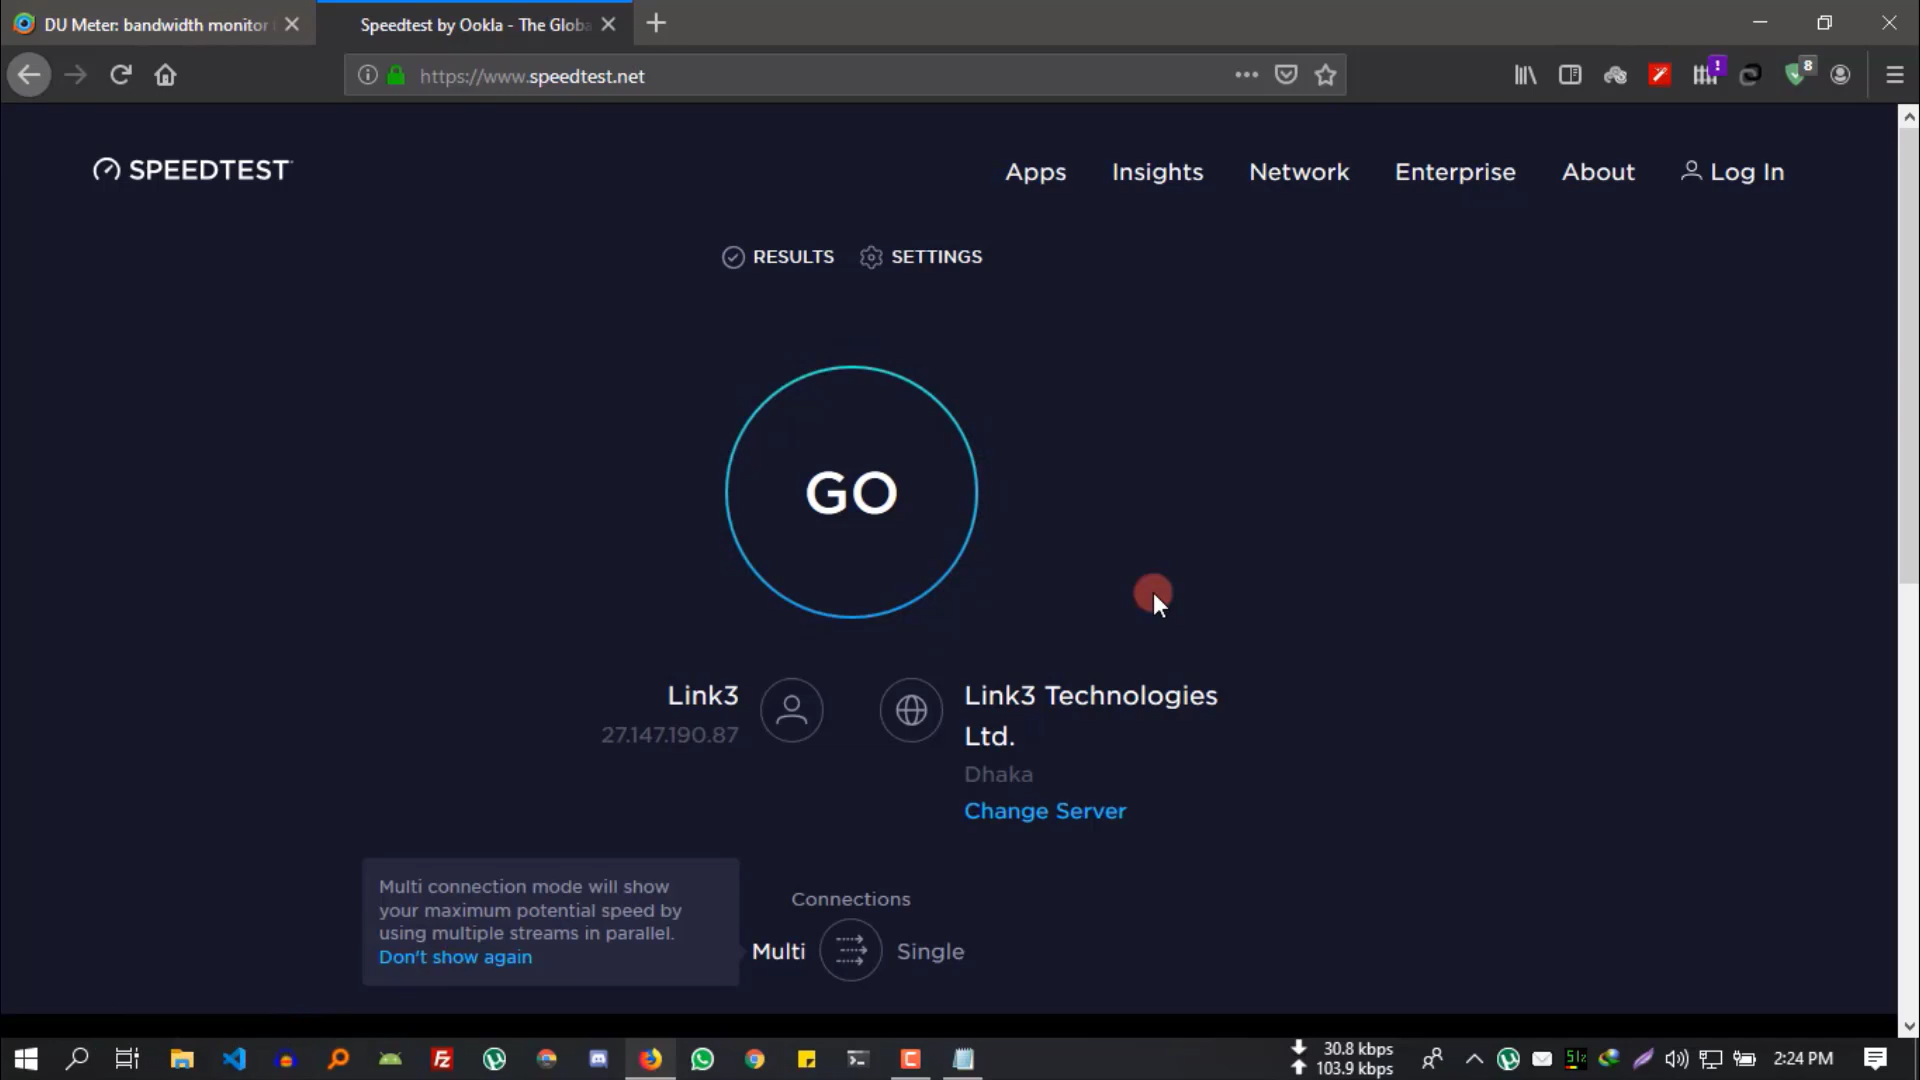 DU Meter: bandwidth monitor
Speedtest by Ookla - The Globa
https://www.speedtest.net
!
8
SPEEDTEST
Apps
Insights
Network
Enterprise
About
Log In
RESULTS
SETTINGS
GO
Link3
27.147.190.87
Link3 Technologies
Ltd.
Dhaka
Change Server
Multi connection mode will show
your maximum potential speed by
using multiple streams in parallel.
Don't show again
Connections
Multi
Single
Fz
30.8 kbps
103.9 kbps
2:24 PM